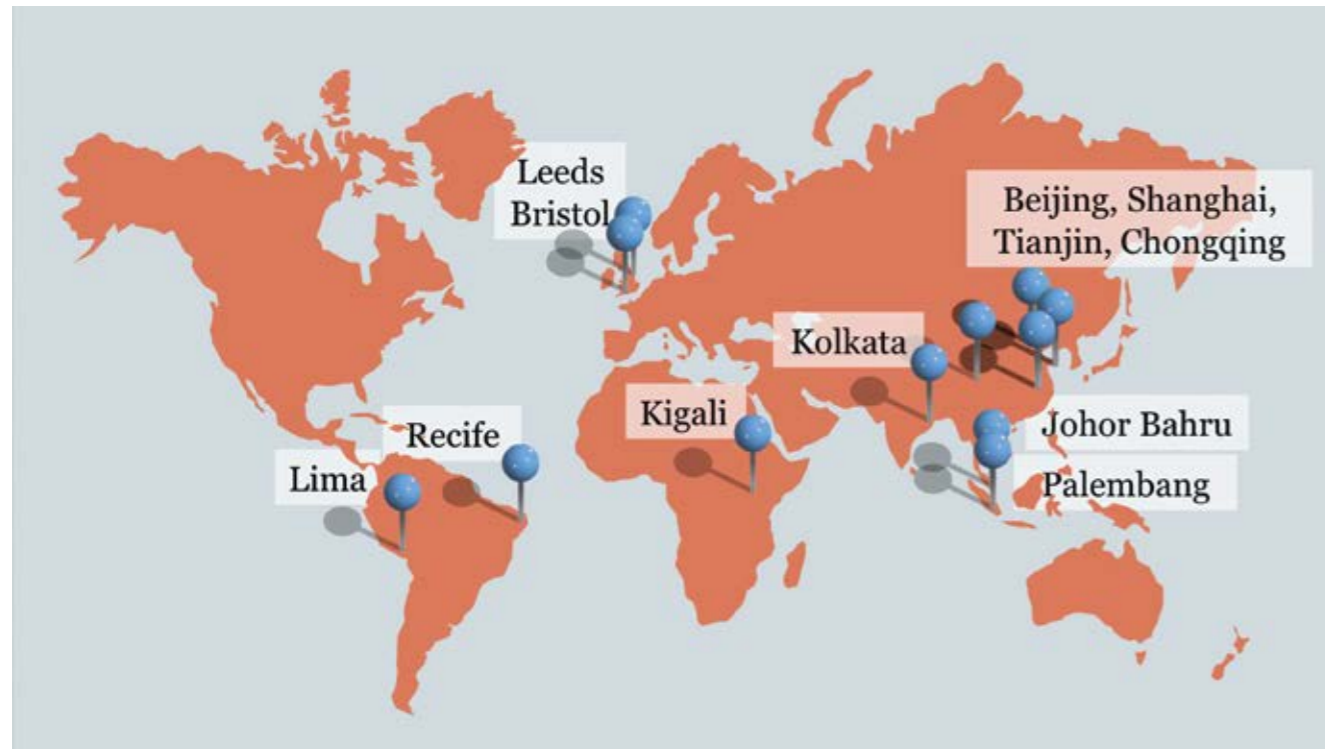 Leeds
Bristol
Beijing, Shanghai,
Tianjin, Chongqing
Kolkata
Kigali
Recife
Johor Bahru
Lima
Palembang